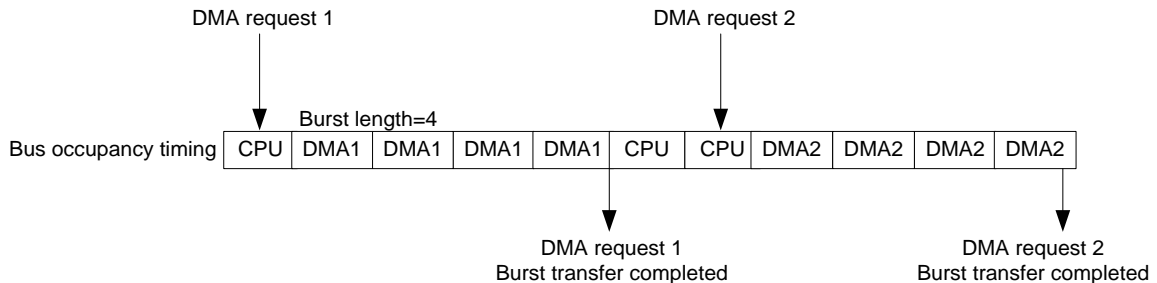 DMA request 1
DMA request 2
Burst length=4
Bus occupancy timing
CPU DMA1 DMA1 DMA1 DMA1 CPU CPU DMA2 DMA2 DMA2 DMA2
DMA request 1
Burst transfer completed
DMA request 2
Burst transfer completed